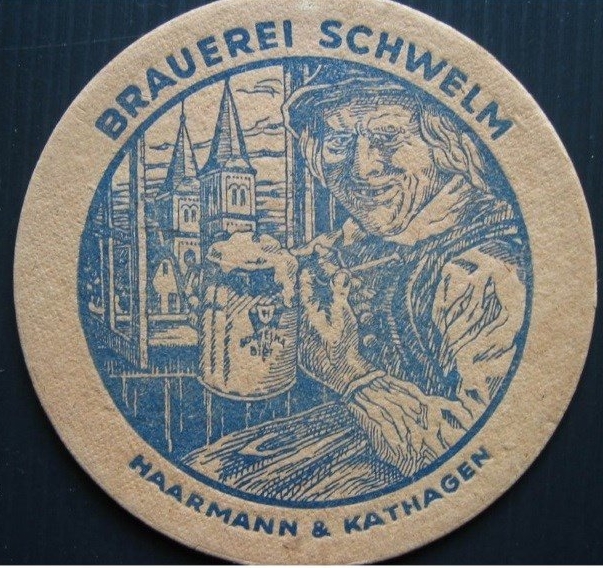 BRAUEREI SCHWELM
HAARMANN & KATHAGEN